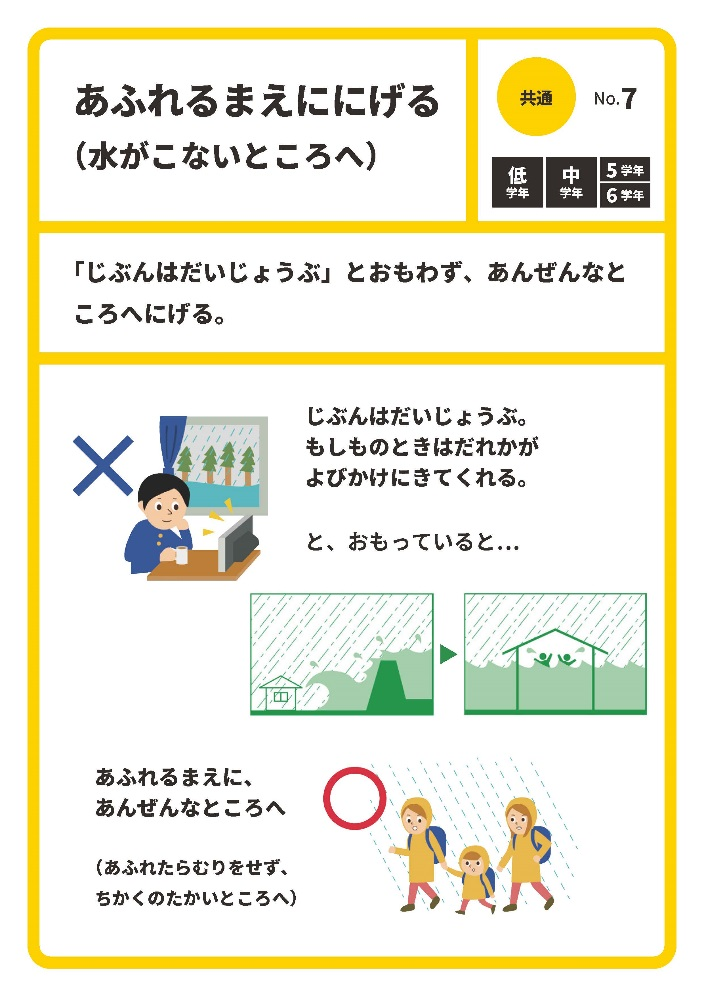 あふれるまえににげる
（水がこないところへ）
共通
No.7
低学年
中学年
5学年
6学年
「じぶんはだいじょうぶ」とおもわず、あんぜんなと
ころへにげる。
じぶんはだいじょうぶ。
もしものときはだれかが
よびかけにきてくれる。
と、おもっていると…
あふれるまえに、
あんぜんなところへ
（あふれたらむりをせず、
ちかくのたかいところへ）